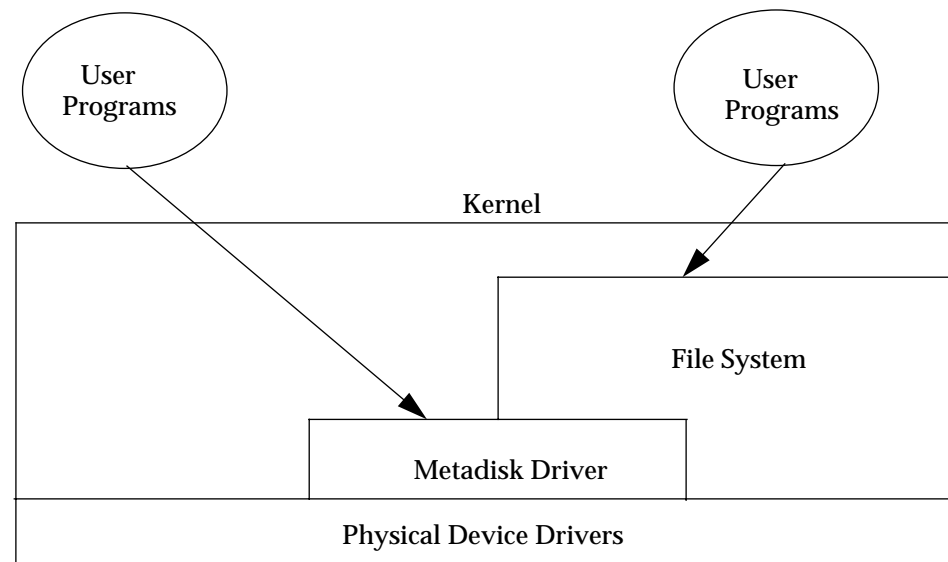 User
Programs
User
Programs
Kernel
File System
Metadisk Driver
Physical Device Drivers